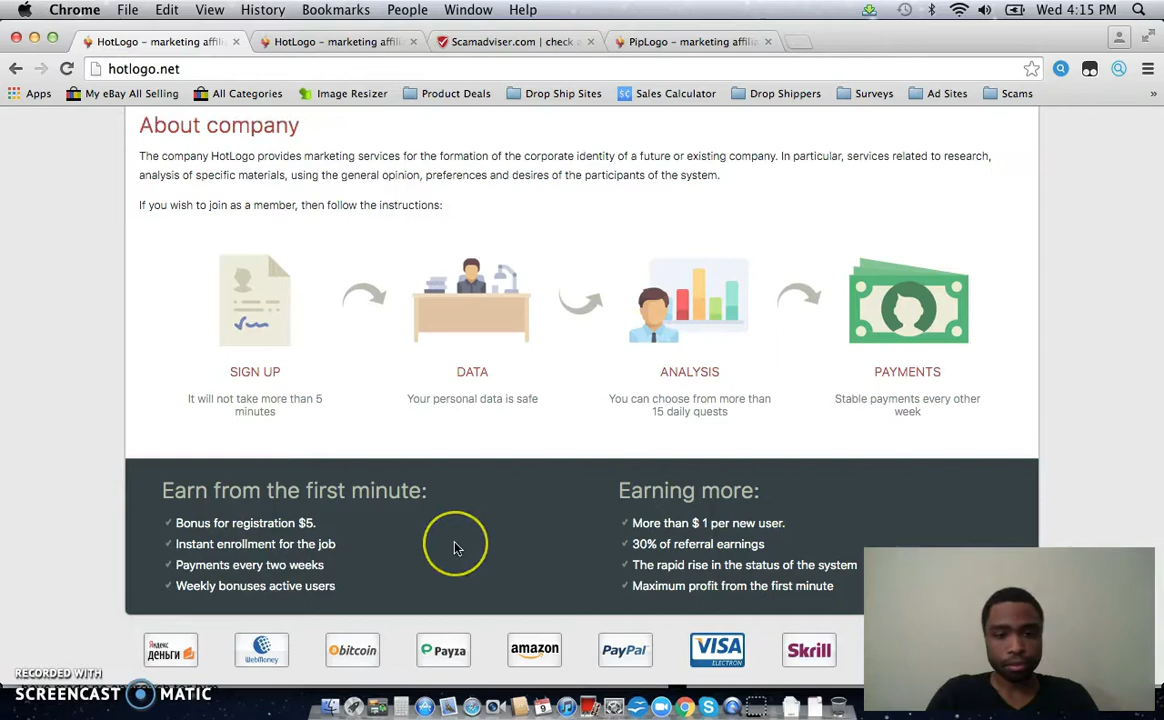 Chrome File Edit View History Bookmarks People Window Help Wed 4:15 PM
HotLogo – marketing affili HotLogo – marketing affili Scamadviser.com | check PipLogo – marketing affilia
hotlogo.net
Apps My eBay All Selling All Categories Image Resizer Product Deals Drop Ship Sites SC Sales Calculator Drop Shippers Surveys Ad Sites Scams
About company
The company HotLogo provides marketing services for the formation of the corporate identity of a future or existing company. In particular, services related to research,
analysis of specific materials, using the general opinion, preferences and desires of the participants of the system.
If you wish to join as a member, then follow the instructions:
SIGN UP DATA ANALYSIS PAYMENTS
It will not take more than 5 Your personal data is safe You can choose from more than Stable payments every other
minutes 15 daily quests week
Earn from the first minute: Earning more:
Bonus for registration $5. More than $ 1 per new user.
Instant enrollment for the job 30% of referral earnings
Payments every two weeks The rapid rise in the status of the system
Weekly bonuses active users Maximum profit from the first minute
Яндекс
деньги WebMoney bitcoin Payza amazon PayPal VISA Skrill
ELECTRON
RECORDED WITH
SCREENCAST MATIC